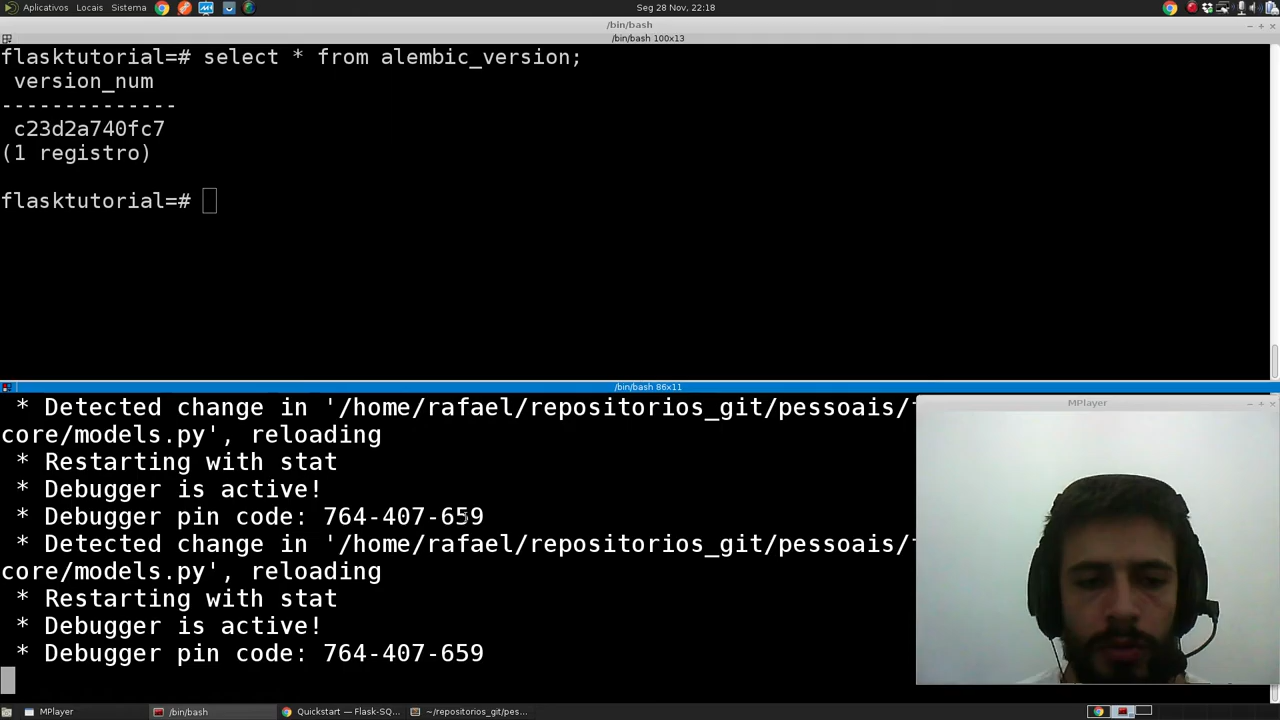 Aplicativos Locais Sistema Seg 28 Nov, 22:18
/bin/bash
/bin/bash 100x13
flasktutorial=# select * from alembic_version;
version_num
--------------
c23d2a740fc7
(1 registro)
flasktutorial=#
/bin/bash 86x11
* Detected change in '/home/rafael/repositorios_git/pessoais/
core/models.py', reloading
* Restarting with stat
* Debugger is active!
* Debugger pin code: 764-407-659
* Detected change in '/home/rafael/repositorios_git/pessoais/
core/models.py', reloading
* Restarting with stat
* Debugger is active!
* Debugger pin code: 764-407-659
MPlayer
MPlayer /bin/bash Quickstart — Flask-SQ... ~/repositorios_git/pes...